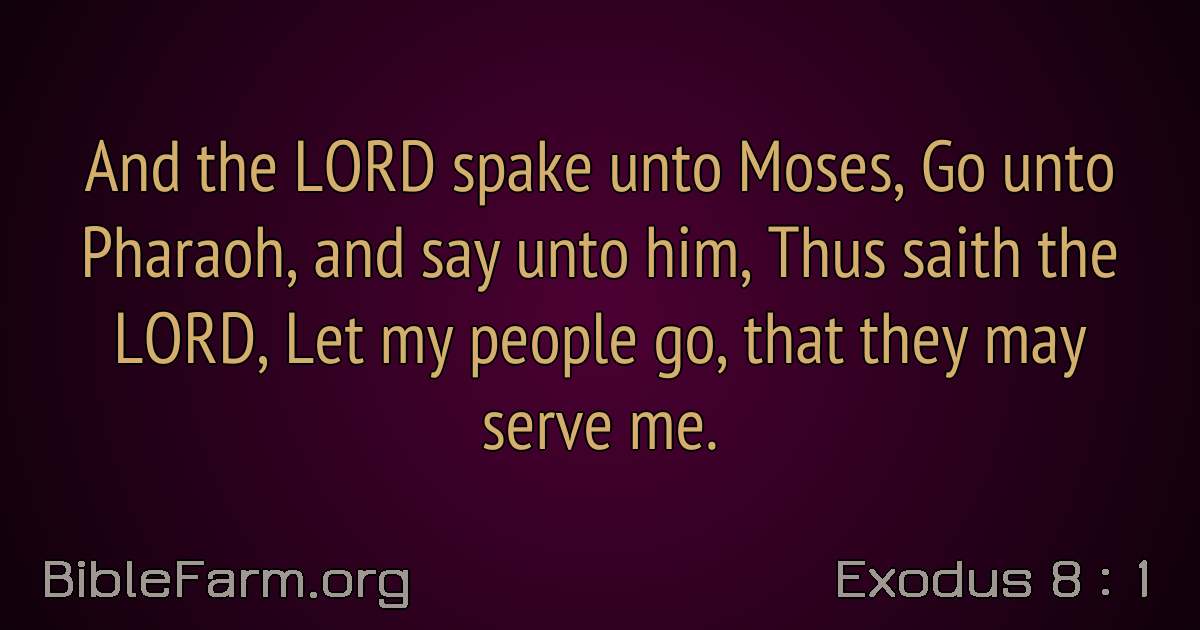 And the LORD spake unto Moses, Go unto
Pharaoh, and say unto him, Thus saith the
LORD, Let my people go, that they may
serve me.
BibleFarm.org
Exodus 8 : 1